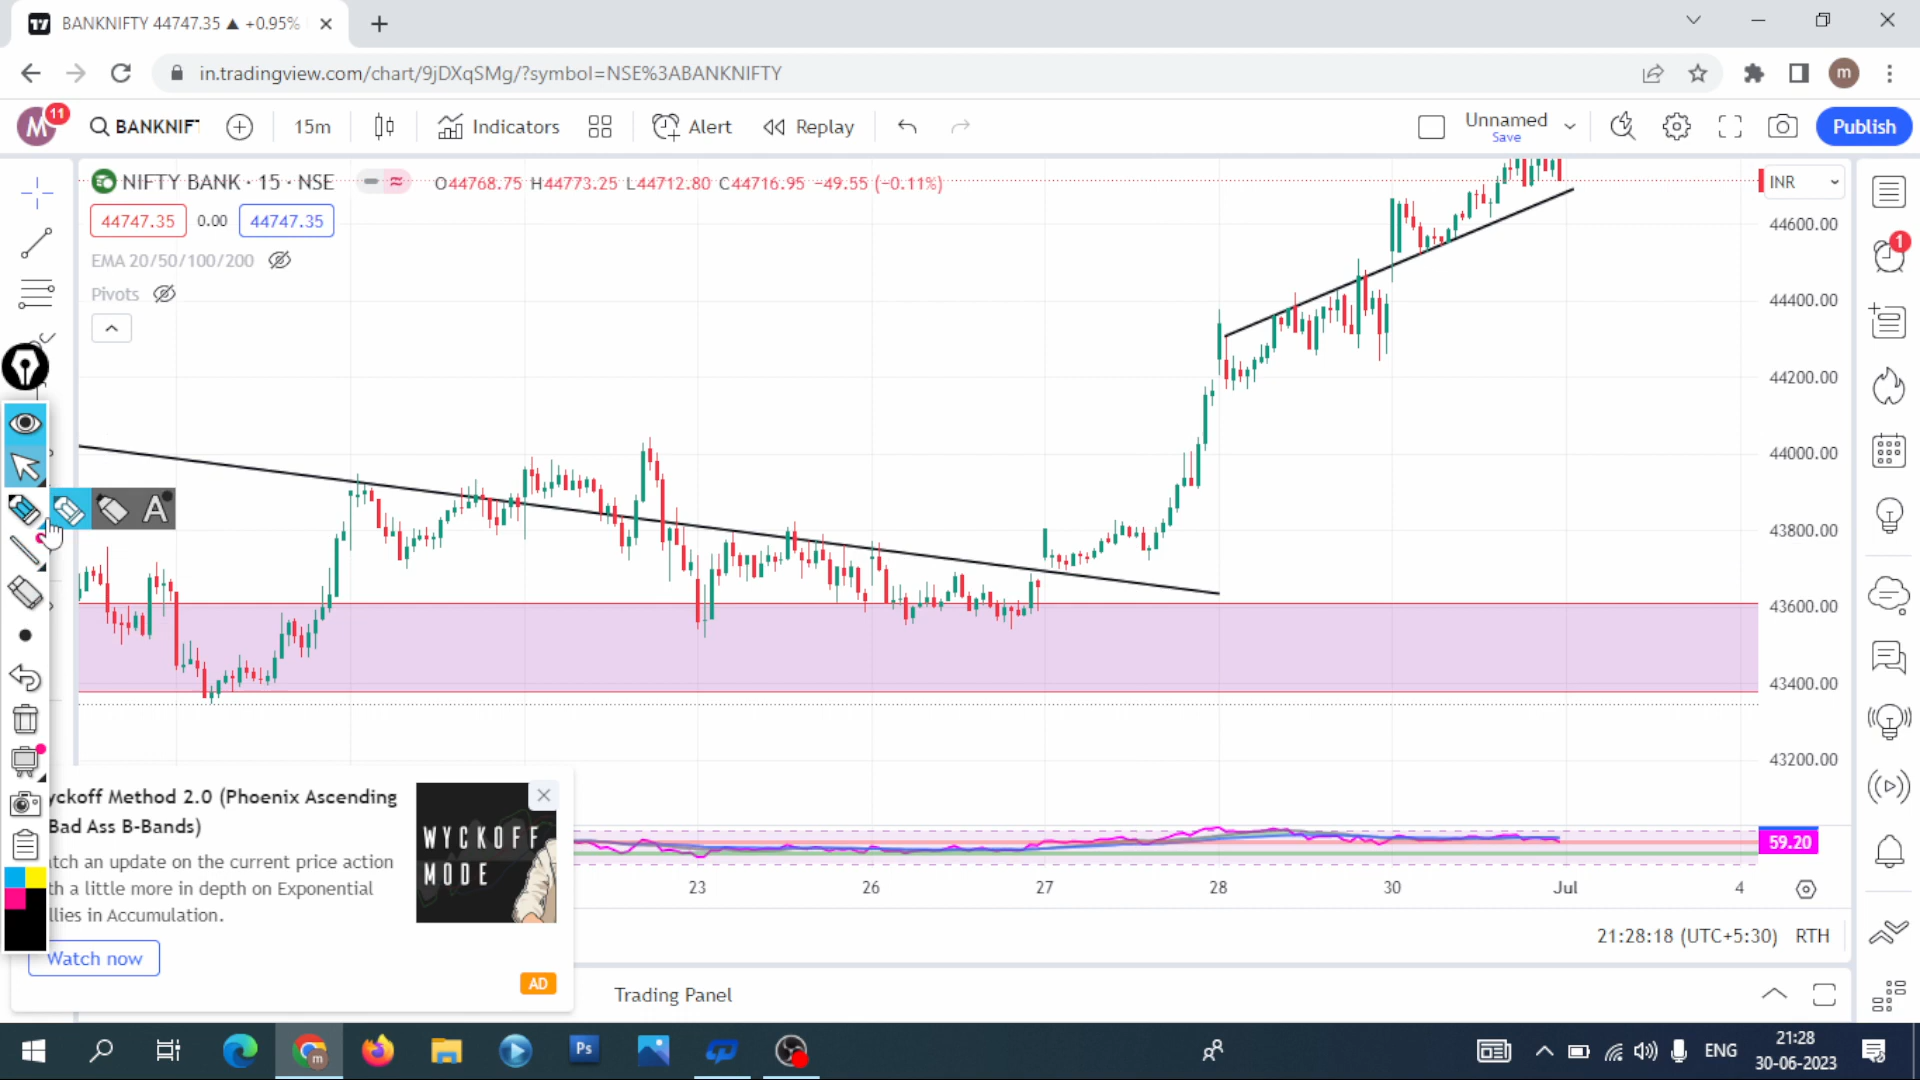 BANKNIFTY 44747.35 ▲ +0.95%
in.tradingview.com/chart/9jDXqSMg/?symbol=NSE%3ABANKNIFTY
m
M
11
BANKNIFT
15m
Indicators
Alert
Replay
Unnamed
Save
Publish
NIFTY BANK · 15 · NSE
O44768.75 H44773.25 L44712.80 C44716.95 −49.55 (−0.11%)
INR
44747.35 0.00 44747.35
EMA 20/50/100/200
Pivots
44600.00
1
44400.00
44200.00
44000.00
A
43800.00
43600.00
43400.00
43200.00
yckoff Method 2.0 (Phoenix Ascending
Bad Ass B-Bands)
atch an update on the current price action
th a little more in depth on Exponential
llies in Accumulation.
WYCKOFF
MODE
Watch now
AD
59.20
23 26 27 28 30 Jul 4
21:28:18 (UTC+5:30) RTH
Trading Panel
m
Ps
ENG
21:28
30-06-2023